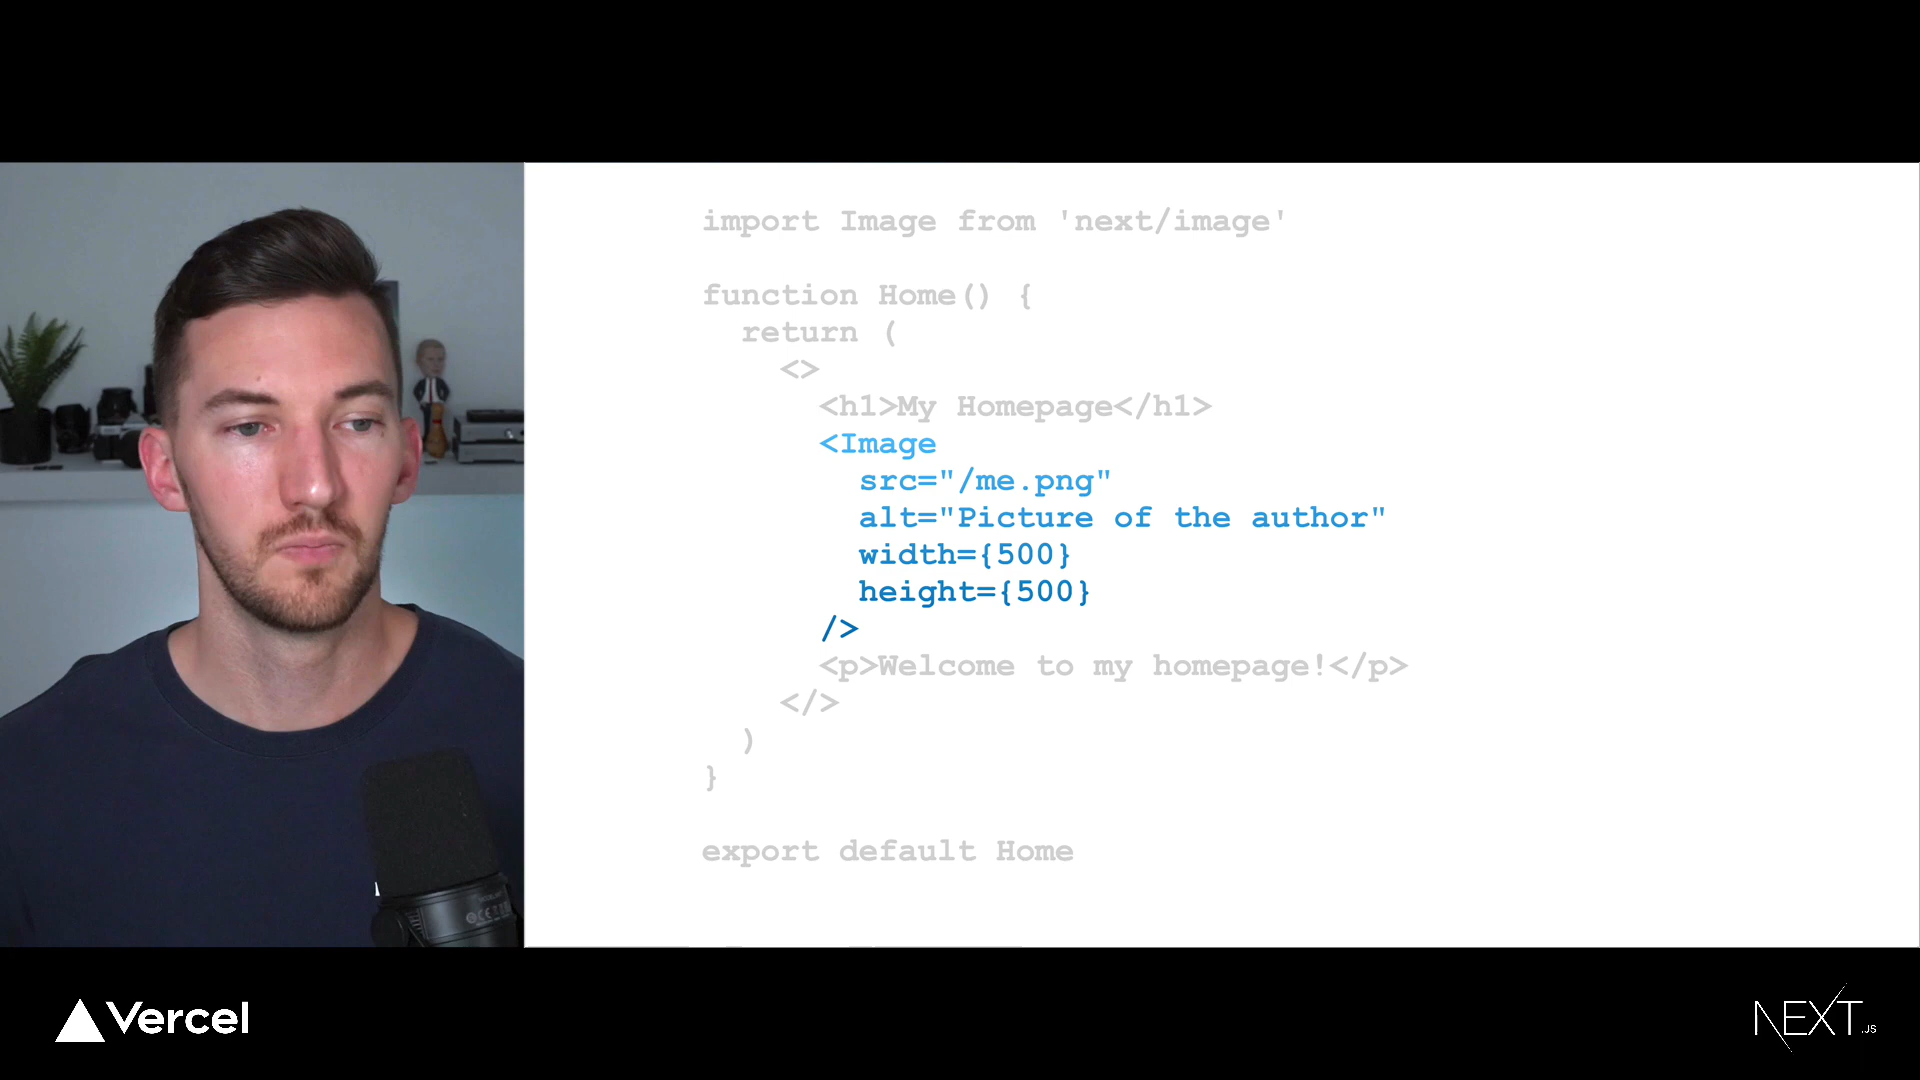 import Image from 'next/image'
function Home() {
  return (
    <>
      <h1>My Homepage</h1>
      <Image
        src="/me.png"
        alt="Picture of the author"
        width={500}
        height={500}
      />
      <p>Welcome to my homepage!</p>
    </>
  )
}
export default Home
Vercel
NEXT.JS